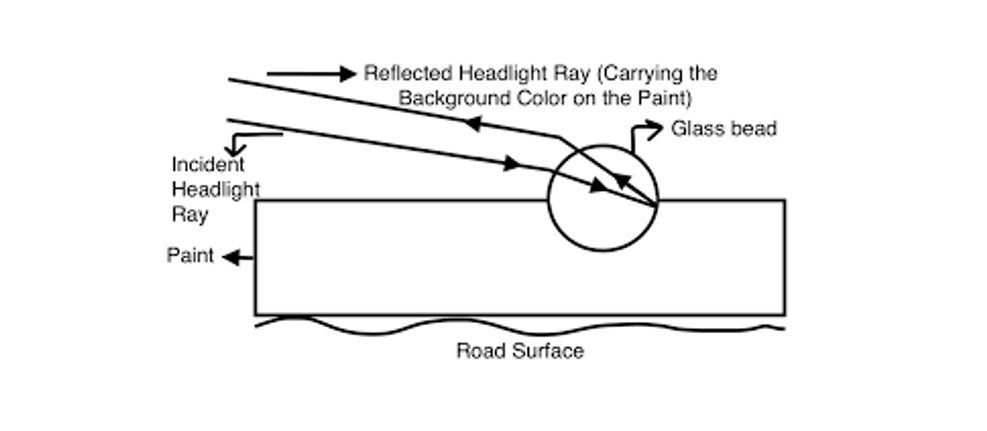 Reflected Headlight Ray (Carrying the
Background Color on the Paint)
Glass bead
Incident
Headlight
Ray
Paint
Road Surface